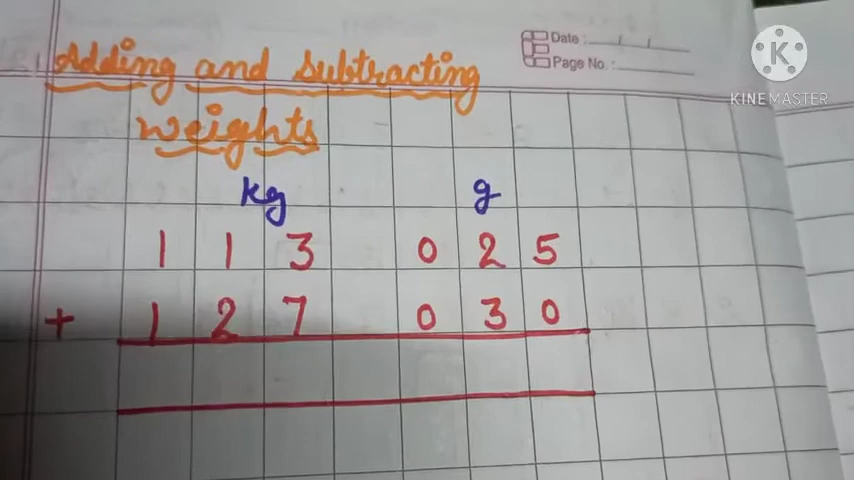 Date :
Page No. :
K
KINEMASTER
Adding and Subtracting
Weights
Kg g
1 1 3 0 2 5
+ 1 2 7 0 3 0